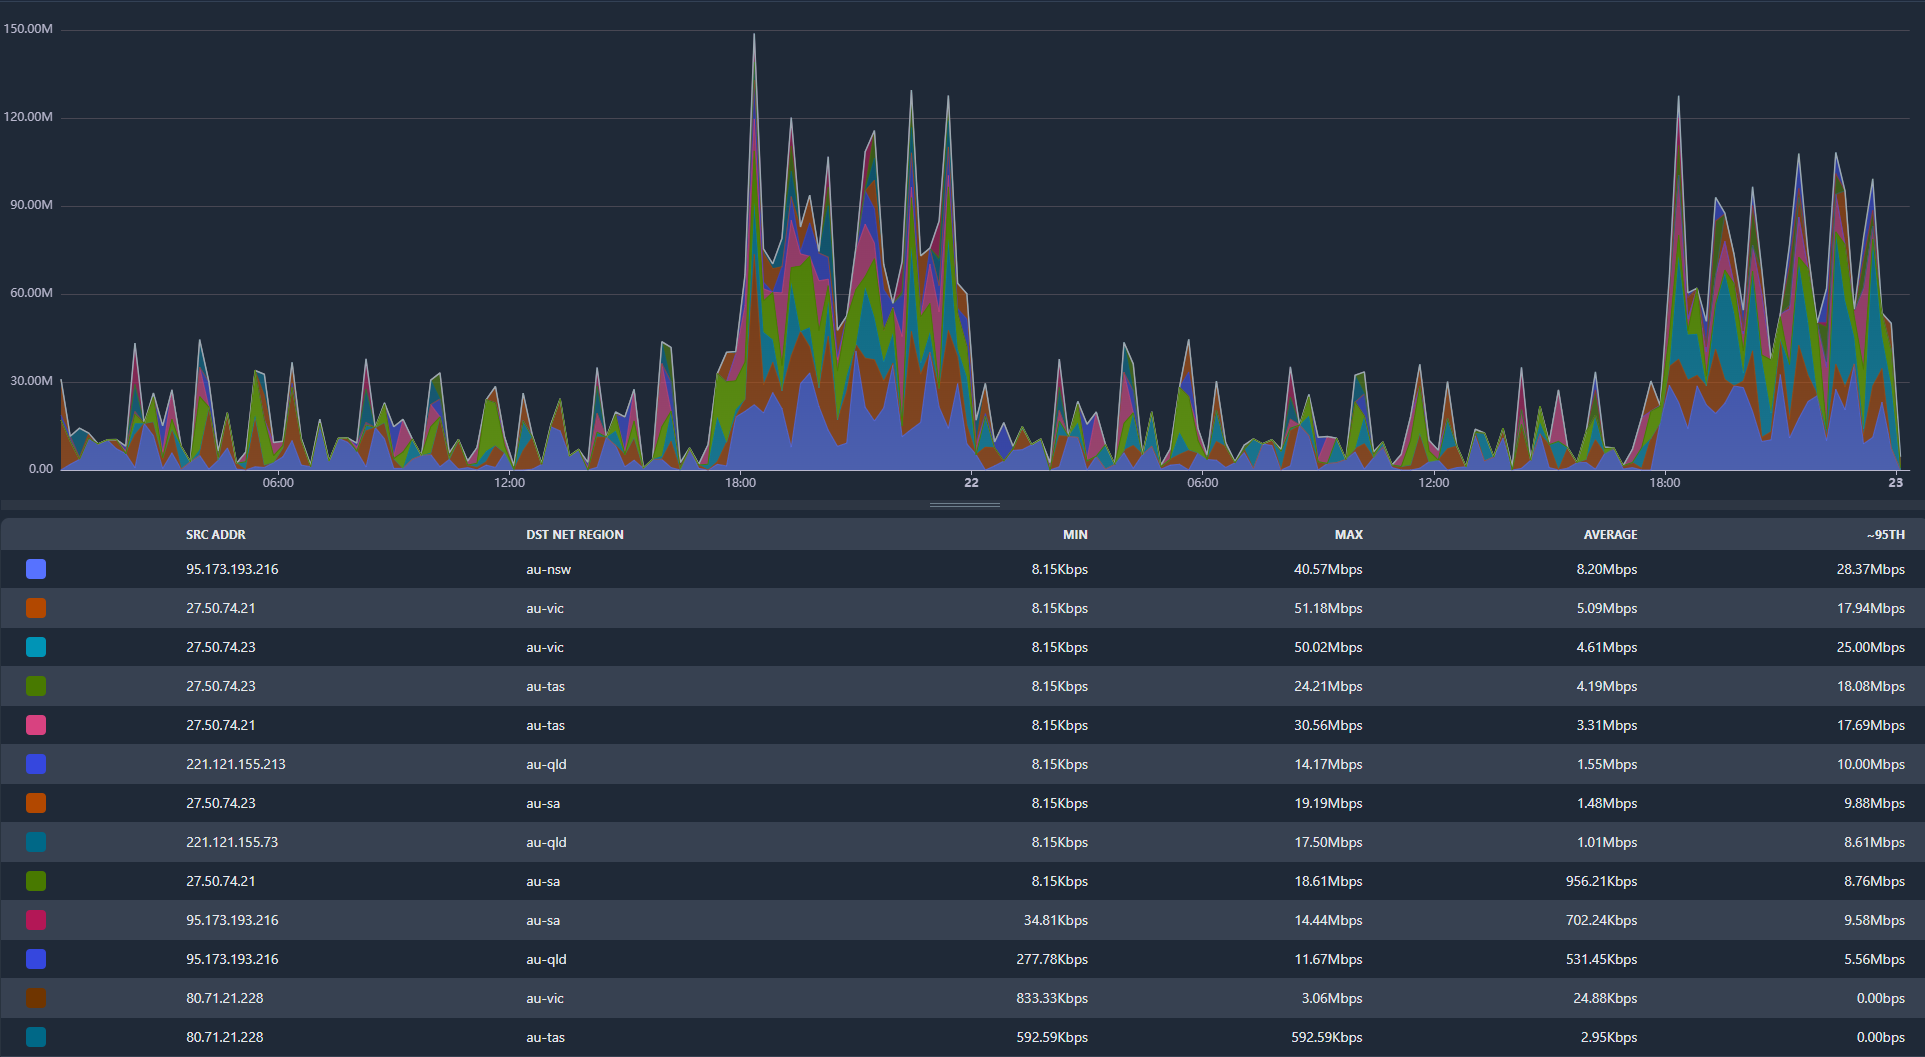 150.00M
120.00M
90.00M
60.00M
30.00M
0.00
06:00 12:00 18:00 22 06:00 12:00 18:00 23
SRC ADDR DST NET REGION MIN MAX AVERAGE ~95TH
95.173.193.216 au-nsw 8.15Kbps 40.57Mbps 8.20Mbps 28.37Mbps
27.50.74.21 au-vic 8.15Kbps 51.18Mbps 5.09Mbps 17.94Mbps
27.50.74.23 au-vic 8.15Kbps 50.02Mbps 4.61Mbps 25.00Mbps
27.50.74.23 au-tas 8.15Kbps 24.21Mbps 4.19Mbps 18.08Mbps
27.50.74.21 au-tas 8.15Kbps 30.56Mbps 3.31Mbps 17.69Mbps
221.121.155.213 au-qld 8.15Kbps 14.17Mbps 1.55Mbps 10.00Mbps
27.50.74.23 au-sa 8.15Kbps 19.19Mbps 1.48Mbps 9.88Mbps
221.121.155.73 au-qld 8.15Kbps 17.50Mbps 1.01Mbps 8.61Mbps
27.50.74.21 au-sa 8.15Kbps 18.61Mbps 956.21Kbps 8.76Mbps
95.173.193.216 au-sa 34.81Kbps 14.44Mbps 702.24Kbps 9.58Mbps
95.173.193.216 au-qld 277.78Kbps 11.67Mbps 531.45Kbps 5.56Mbps
80.71.21.228 au-vic 833.33Kbps 3.06Mbps 24.88Kbps 0.00bps
80.71.21.228 au-tas 592.59Kbps 592.59Kbps 2.95Kbps 0.00bps